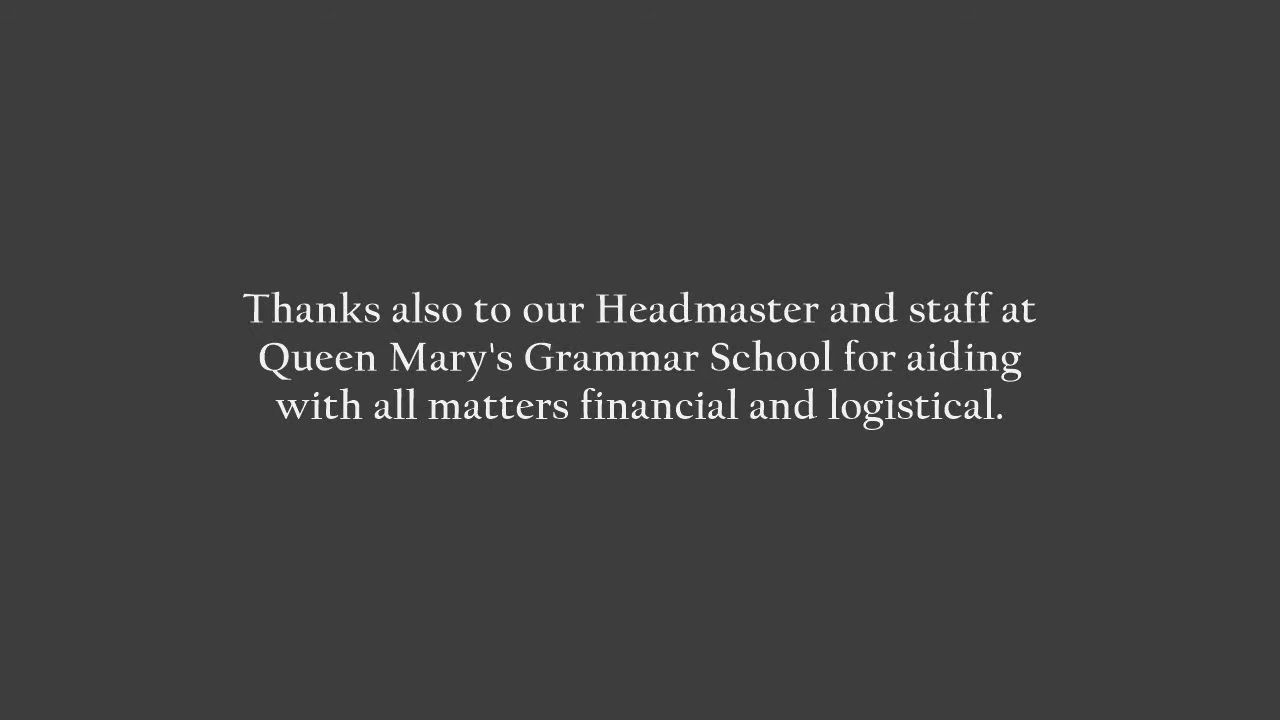 Thanks also to our Headmaster and staff at
Queen Mary's Grammar School for aiding
with all matters financial and logistical.